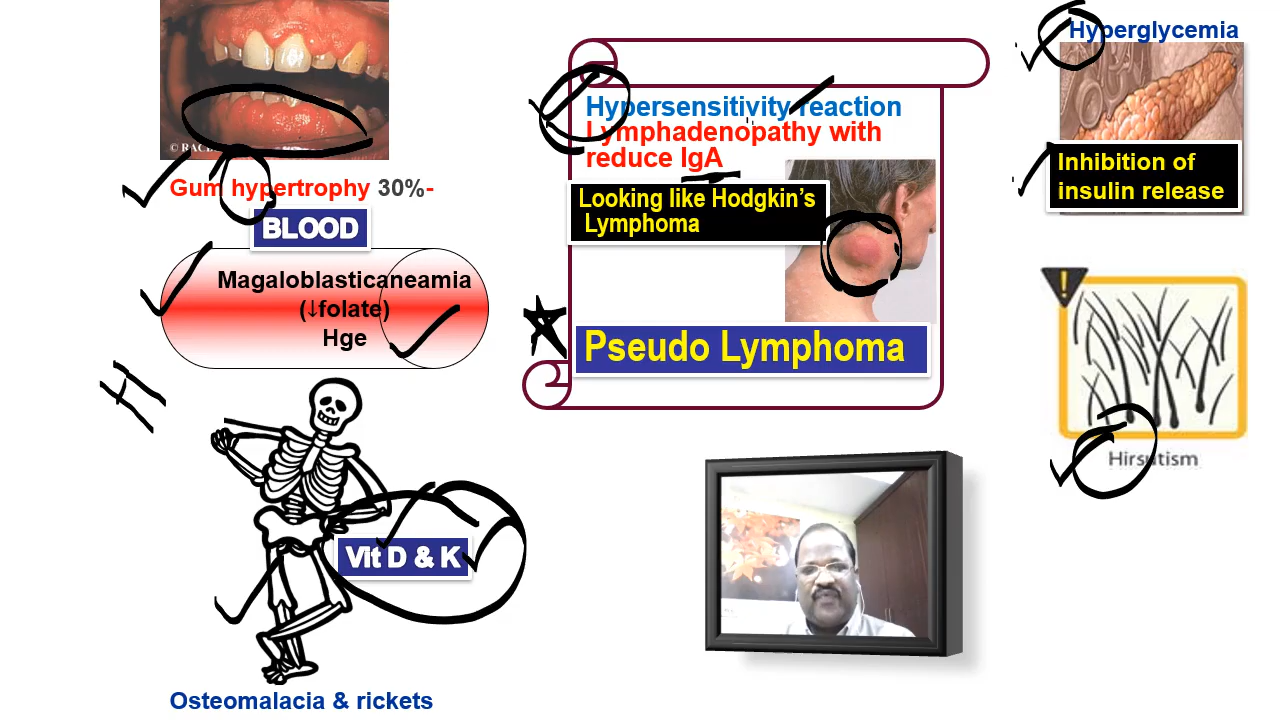 © RAC
Gum hypertrophy 30%-
BLOOD
Magaloblasticaneamia
(↓folate)
Hge
H
Vit D & K
Osteomalacia & rickets
Hypersensitivity reaction
Lymphadenopathy with
reduce IgA
Looking like Hodgkin's
Lymphoma
Pseudo Lymphoma
Hyperglycemia
Inhibition of
insulin release
!
Hirsutism